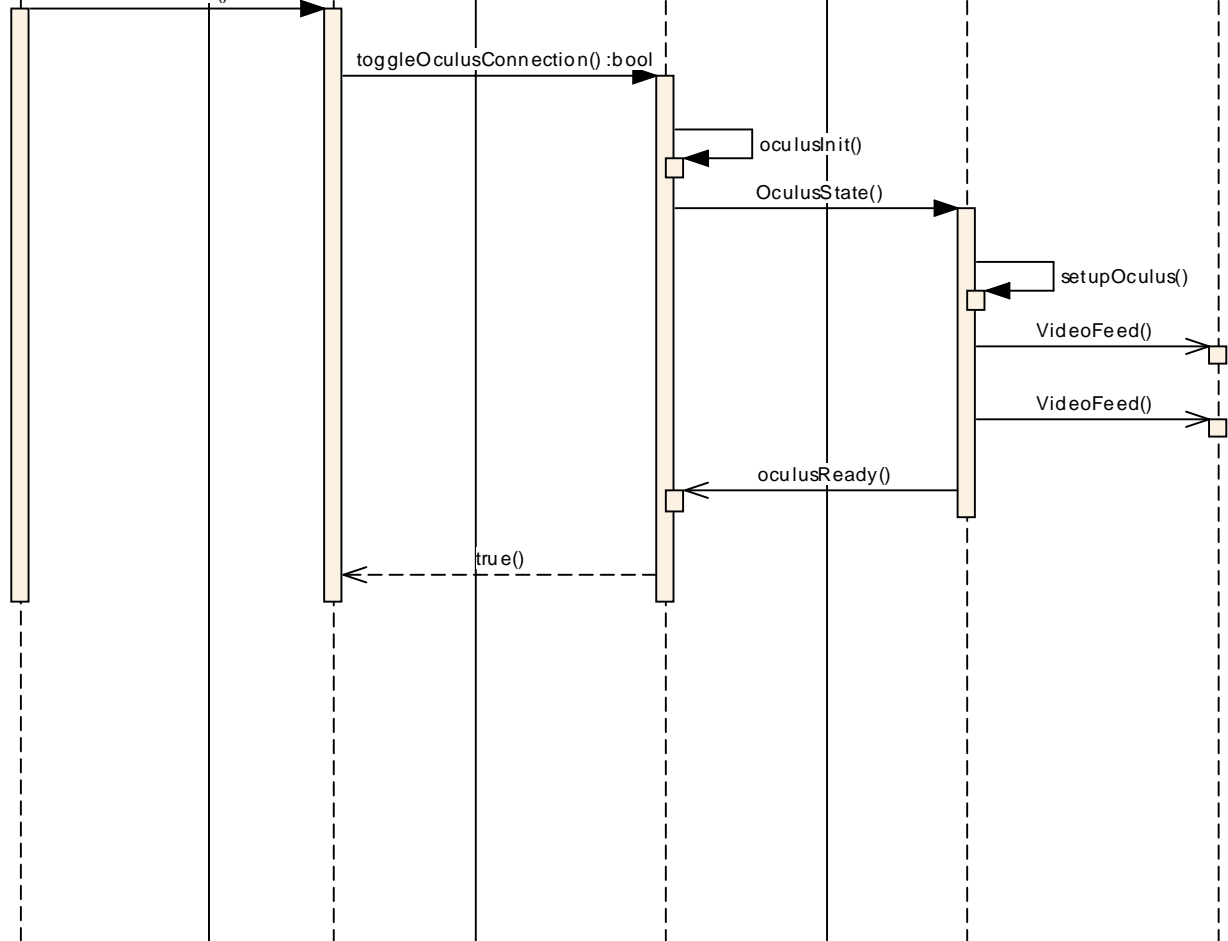 ()
toggleOculusConnection() :bool
oculusInit()
OculusState()
setupOculus()
VideoFeed()
VideoFeed()
oculusReady()
true()